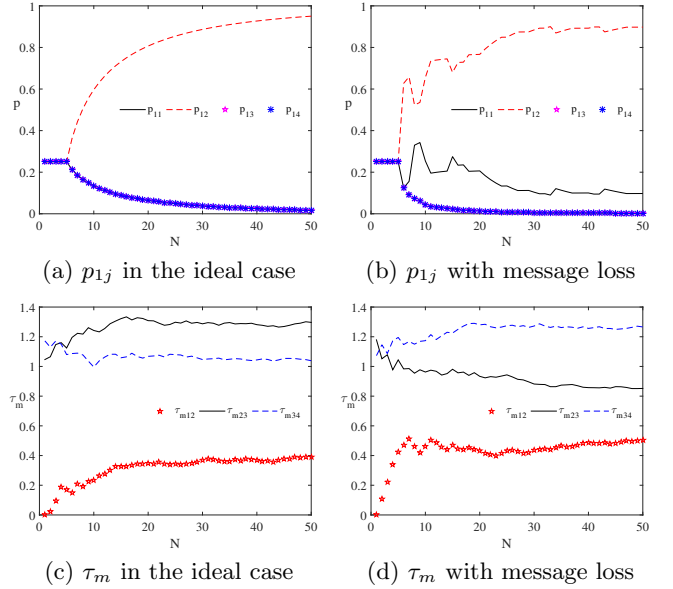 1
0.8
0.6
p
0.4
0.2
0
p11 p12 p13 p14
0 10 20 30 40 50
N
(a) p1j in the ideal case
1
0.8
0.6
p
0.4
0.2
0
p11 p12 p13 p14
0 10 20 30 40 50
N
(b) p1j with message loss
1.4
1.2
1
τm
0.8
0.6
0.4
0.2
0
τm12 τm23 τm34
0 10 20 30 40 50
N
(c) τm in the ideal case
1.4
1.2
1
τm
0.8
0.6
0.4
0.2
0
τm12 τm23 τm34
0 10 20 30 40 50
N
(d) τm with message loss